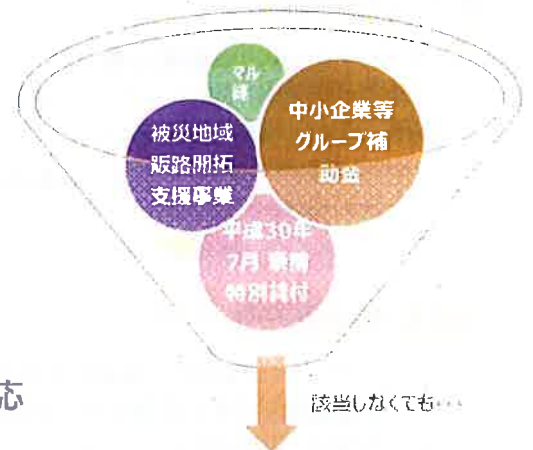 マル
経
中小企業等
グループ補
助金
被災地域
販路開拓
支援事業
平成30年
7月 豪雨
特別貸付
応
該当しなくても…